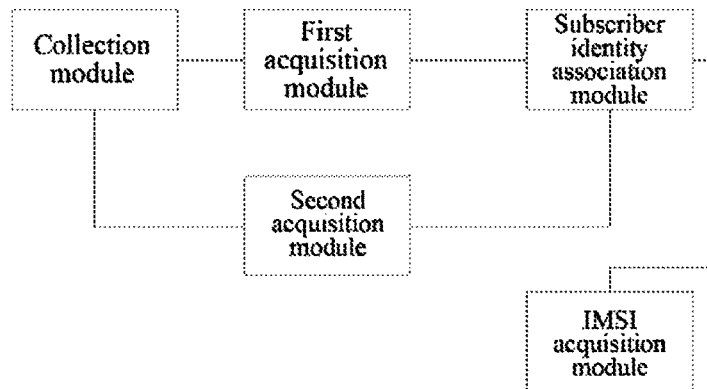 Collection
module
First
acquisition
module
Subscriber
identity
association
module
Second
acquisition
module
IMSI
acquisition
module